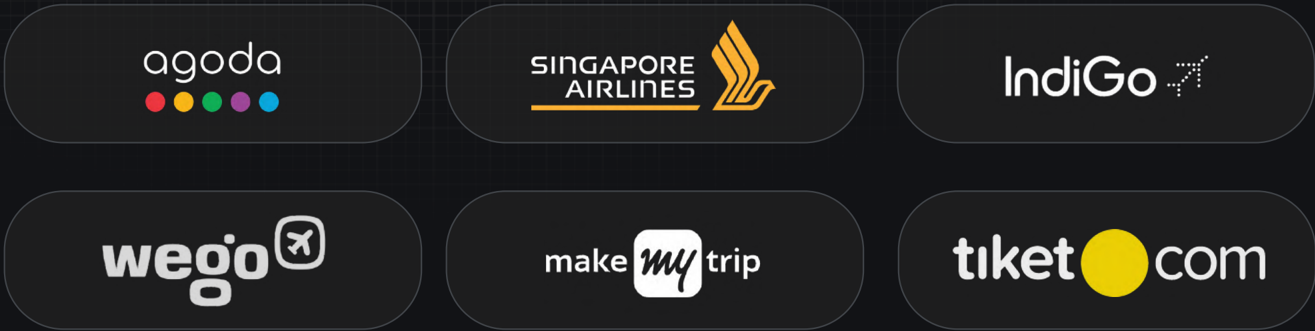 agoda
SINGAPORE
AIRLINES
IndiGo
wego
make my trip
tiket com